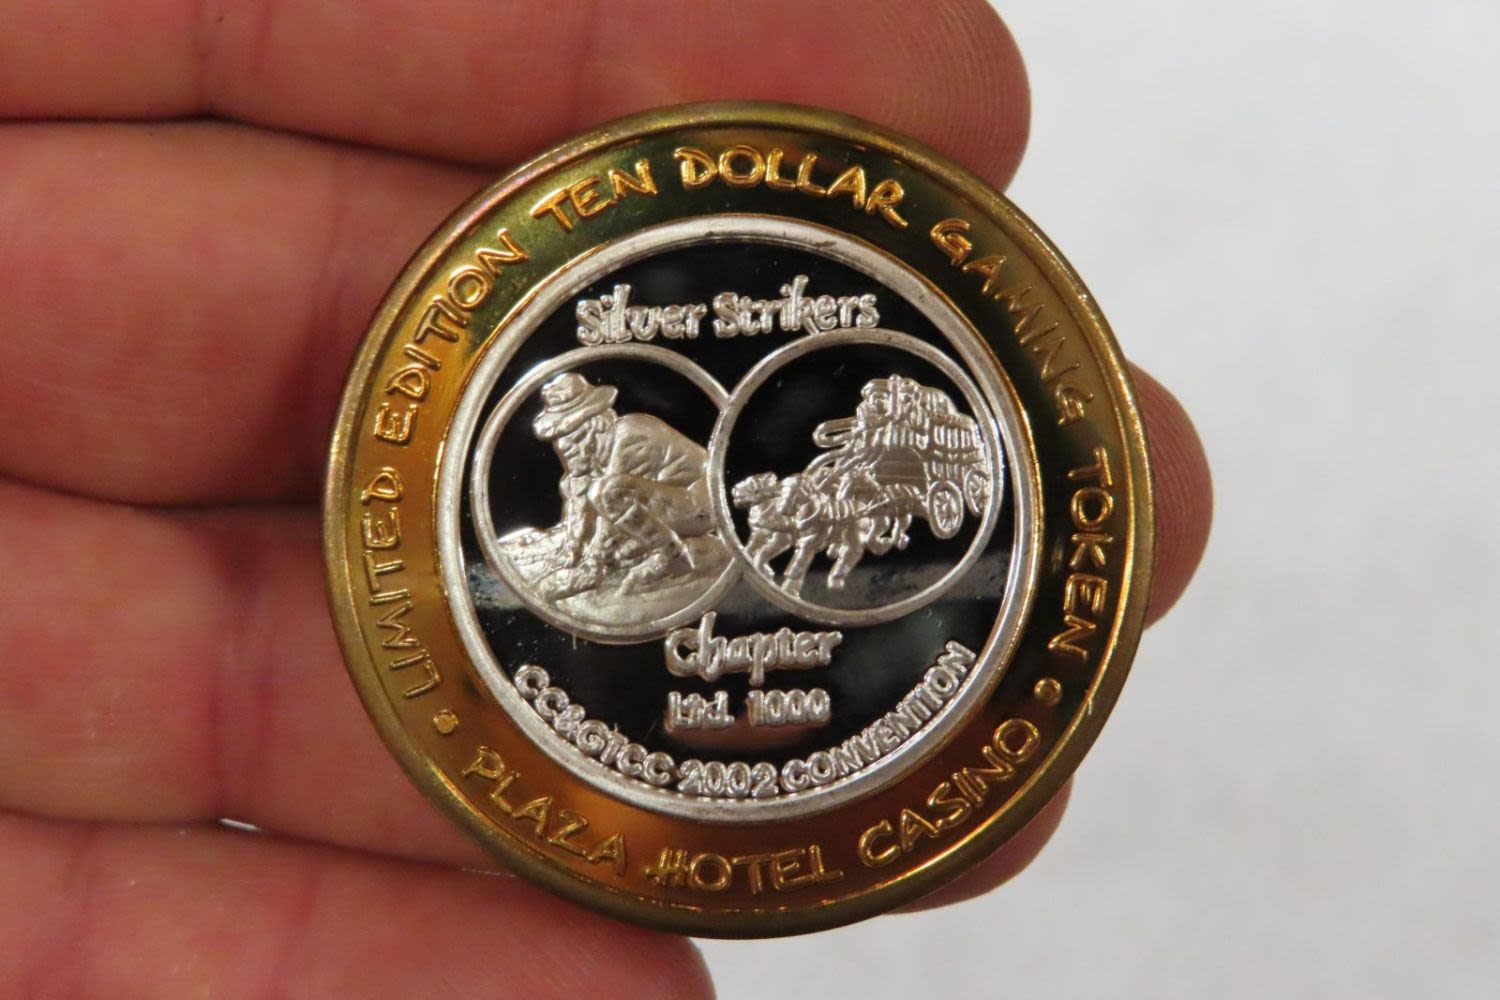 LIMITED EDITION TEN DOLLAR GAMING TOKEN
Silver Strikers
Chapter
Ltd. 1000
CC&GTCC 2002 CONVENTION
• PLAZA HOTEL CASINO •